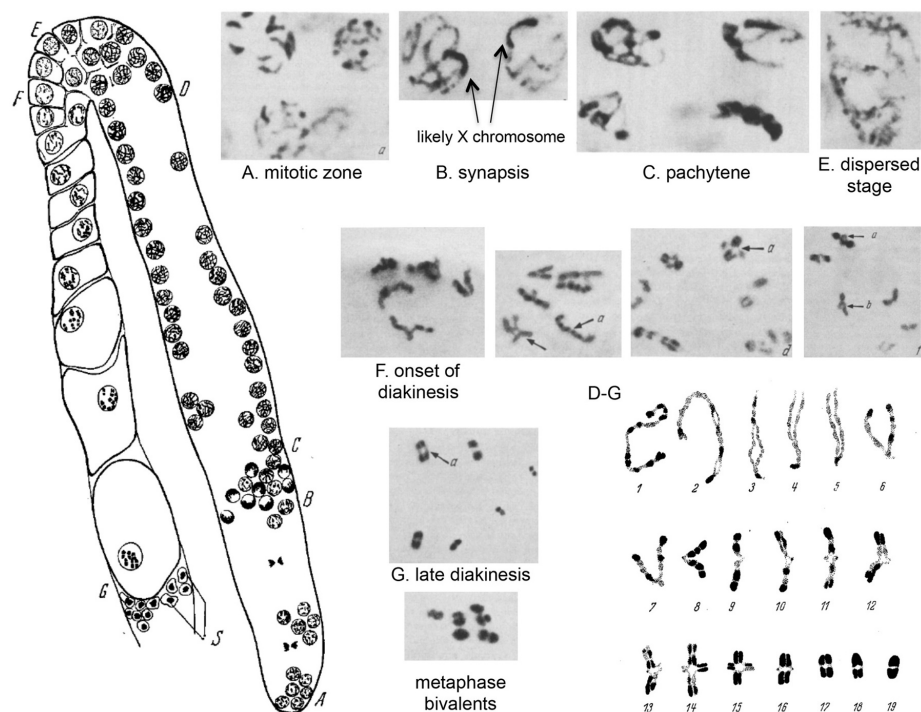 E
F
D
C
B
G
S
A
a
A. mitotic zone
likely X chromosome
B. synapsis
C. pachytene
E. dispersed
stage
F. onset of
diakinesis
a
a
d
a
b
f
D-G
a
G. late diakinesis
metaphase
bivalents
1 2 3 4 5 6
7 8 9 10 11 12
13 14 15 16 17 18 19